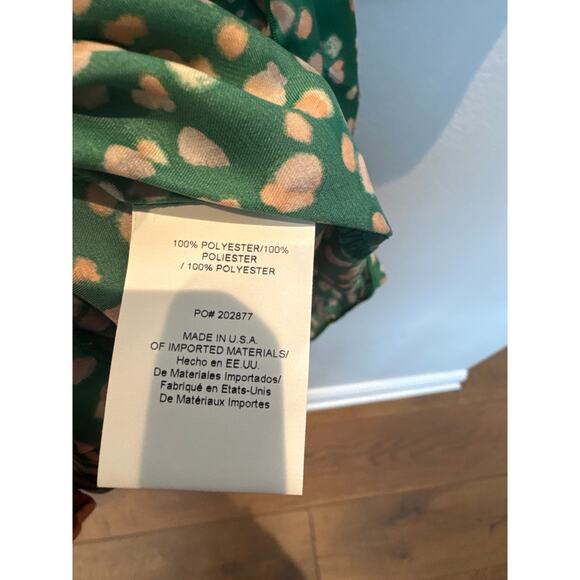 100% POLYESTER/100%
POLIESTER
/ 100% POLYESTER
PO# 202877
MADE IN U.S.A.
OF IMPORTED MATERIALS/
Hecho en EE.UU.
De Materiales Importados/
Fabriqué en Etats-Unis
De Matériaux Importes